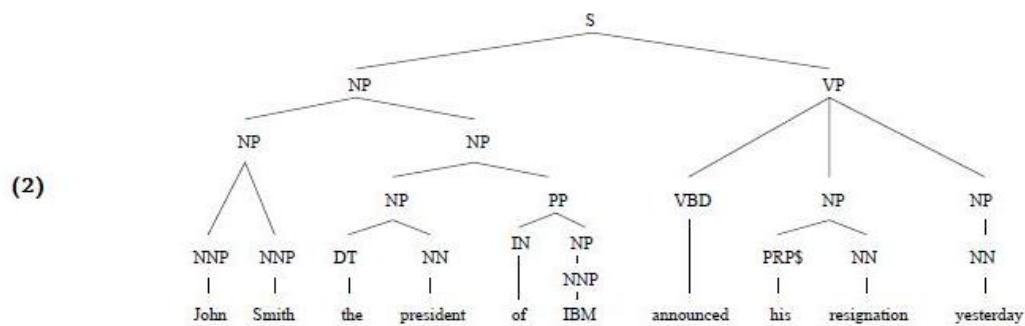 S
NP VP
NP NP
(2)
NP PP VBD NP NP
IN NP
NNP NNP DT NN PRP$ NN NN
NNP
John Smith the president of IBM announced his resignation yesterday